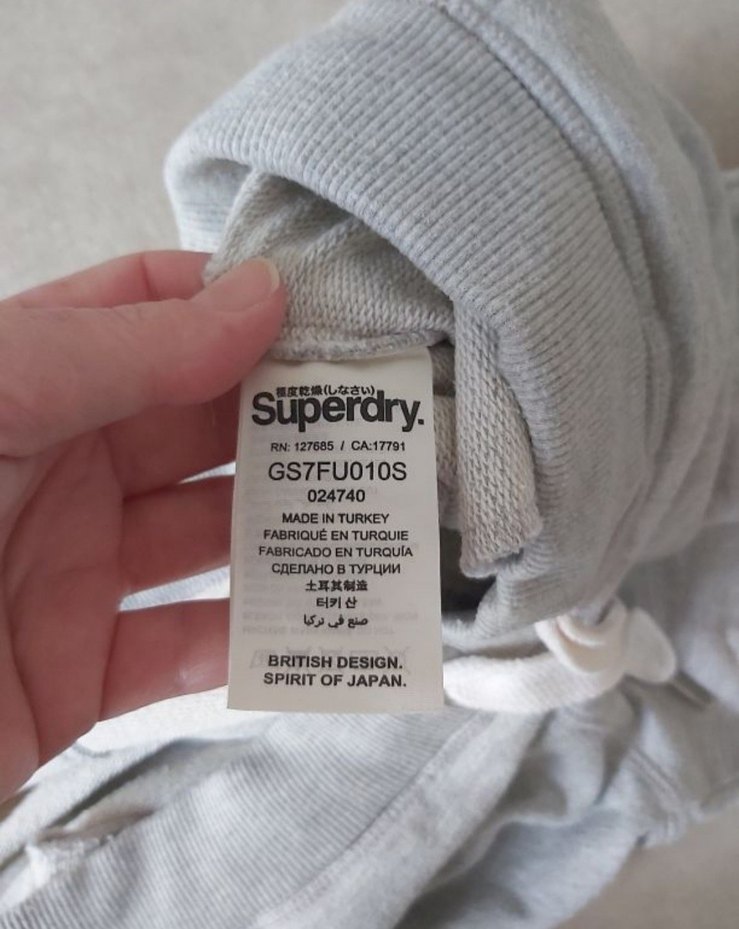 極度乾燥(しなさい)
Superdry.
RN: 127685 / CA:17791
GS7FU010S
024740
MADE IN TURKEY
FABRIQUÉ EN TURQUIE
FABRICADO EN TURQUÍA
СДЕЛАНО В ТУРЦИИ
土耳其制造
터키 산
صنع في تركيا
BRITISH DESIGN.
SPIRIT OF JAPAN.